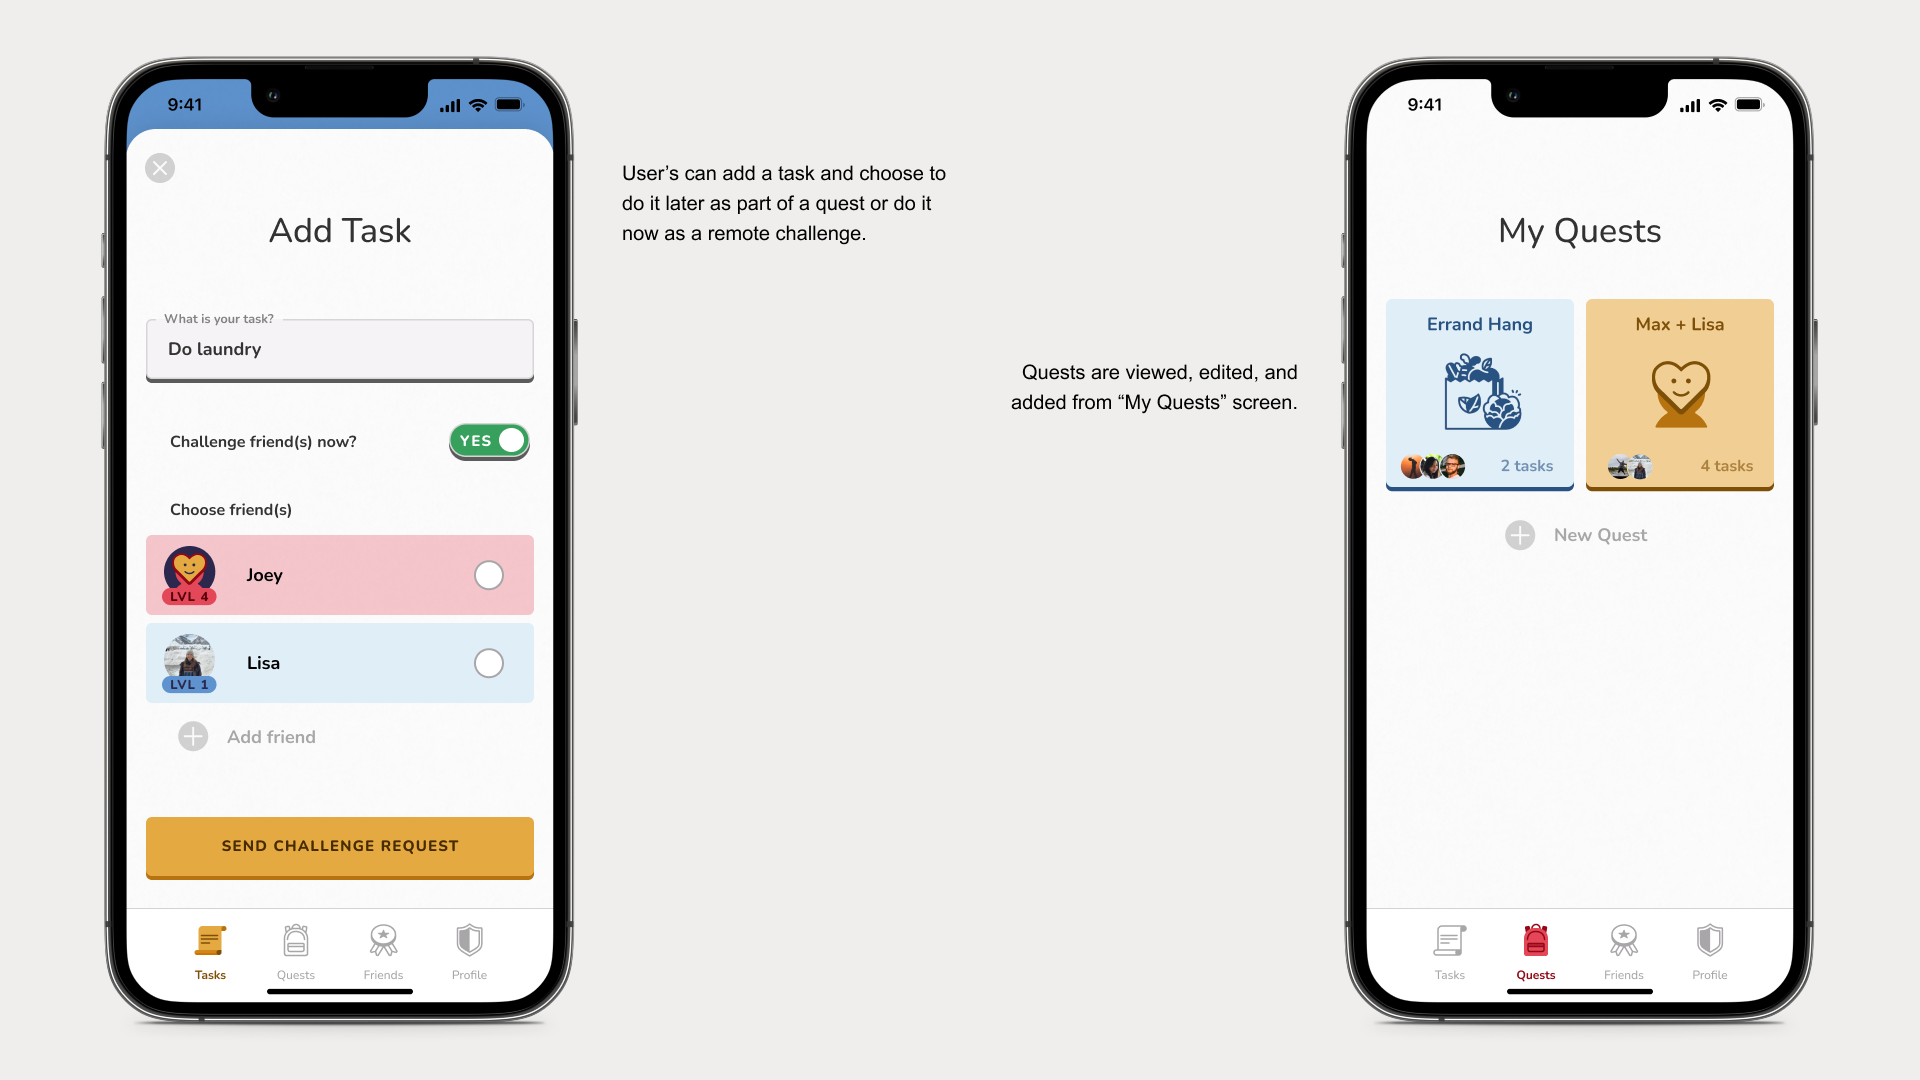 9:41
Add Task
What is your task?
Do laundry
Challenge friend(s) now?
YES
Choose friend(s)
LVL 4
Joey
LVL 1
Lisa
Add friend
SEND CHALLENGE REQUEST
Tasks
Quests
Friends
Profile
User’s can add a task and choose to
do it later as part of a quest or do it
now as a remote challenge.
Quests are viewed, edited, and
added from “My Quests” screen.
9:41
My Quests
Errand Hang
2 tasks
Max + Lisa
4 tasks
New Quest
Tasks
Quests
Friends
Profile